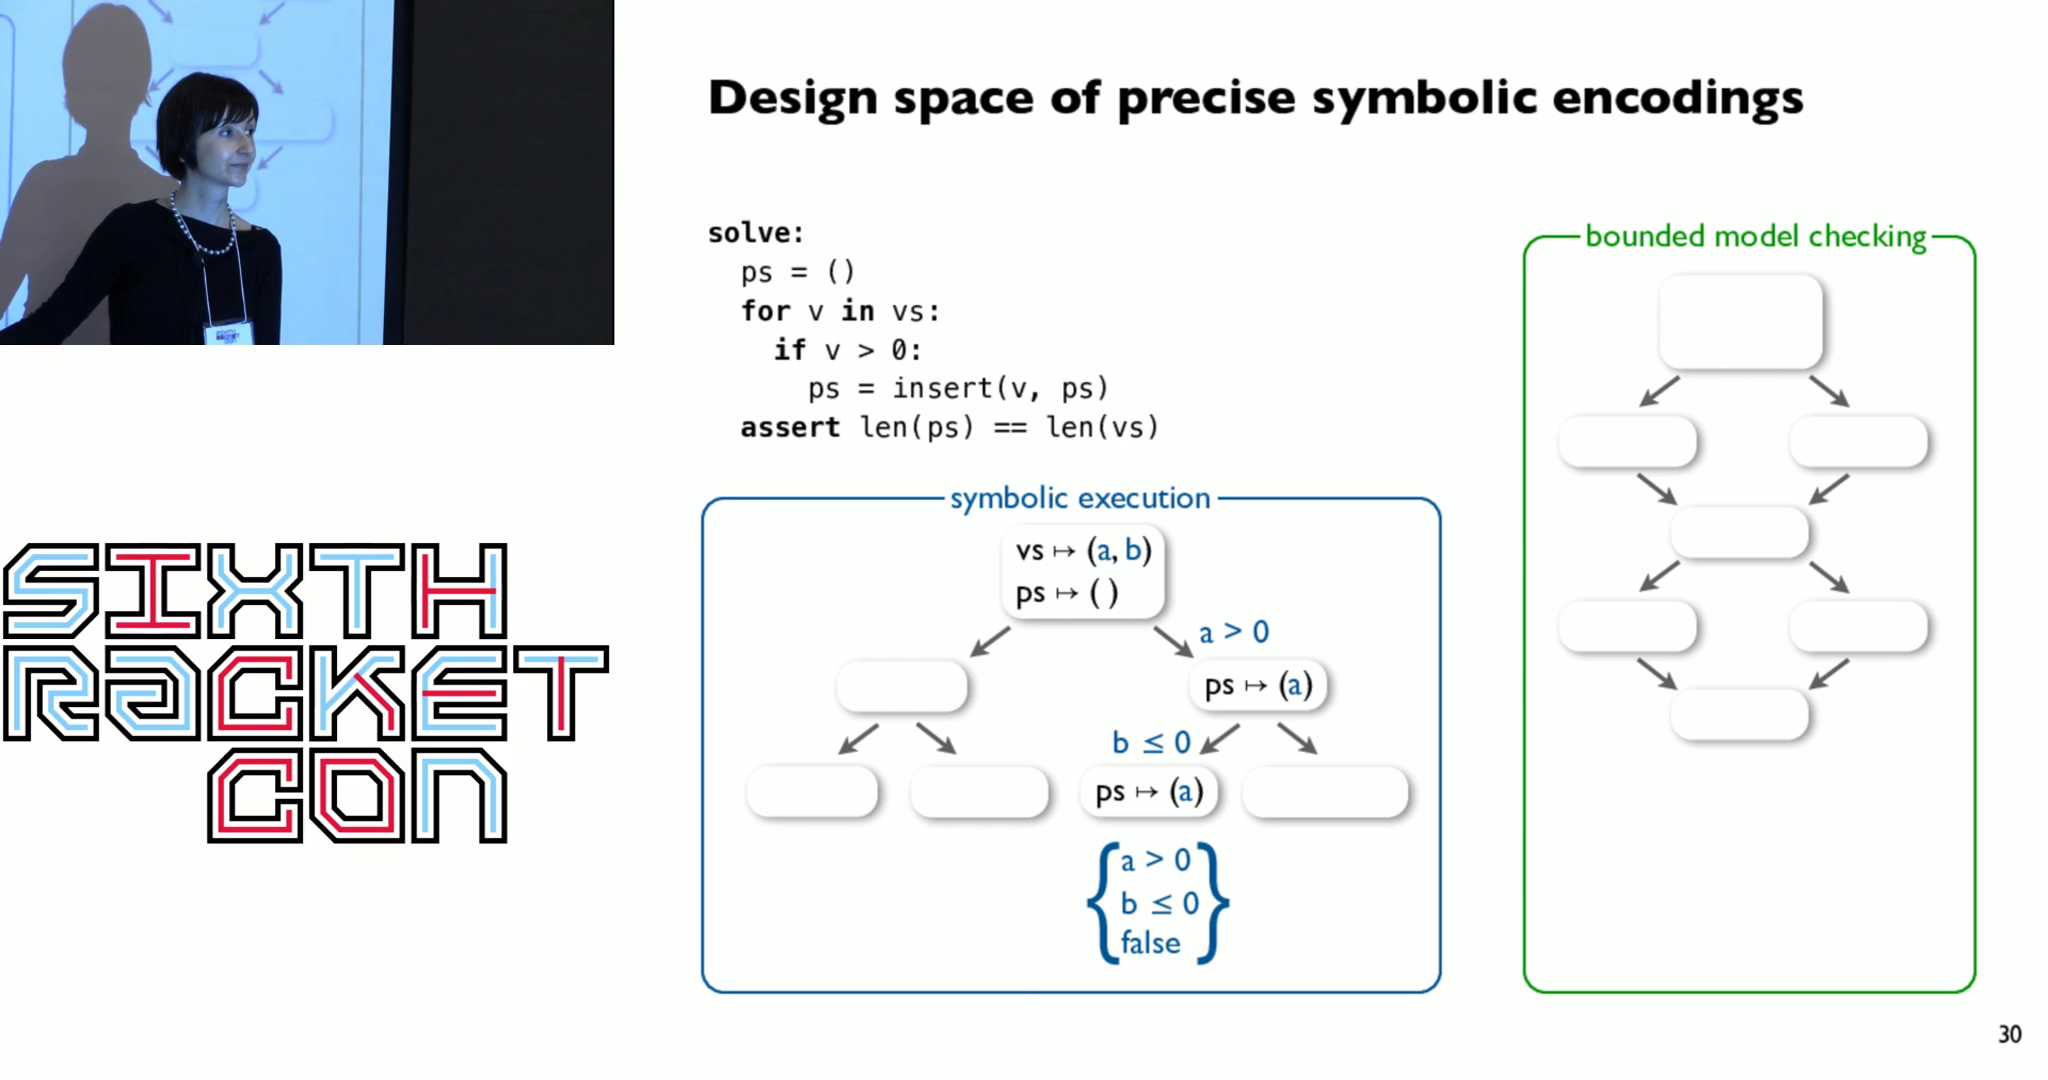 Design space of precise symbolic encodings
solve:
ps = ()
for v in vs:
if v > 0:
ps = insert(v, ps)
assert len(ps) == len(vs)
symbolic execution
vs ↦ (a, b)
ps ↦ ( )
a > 0
ps ↦ (a)
b ≤ 0
ps ↦ (a)
a > 0
b ≤ 0
false
bounded model checking
SIXTH
RACKET
CON
30